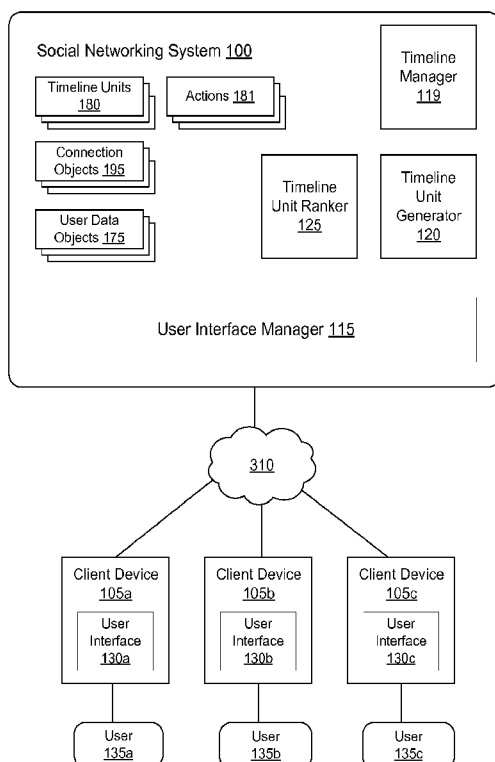 Social Networking System 100
Timeline Units
180
Actions 181
Timeline
Manager
119
Connection
Objects 195
User Data
Objects 175
Timeline
Unit Ranker
125
Timeline
Unit
Generator
120
User Interface Manager 115
310
Client Device
105a
User
Interface
130a
Client Device
105b
User
Interface
130b
Client Device
105c
User
Interface
130c
User
135a
User
135b
User
135c